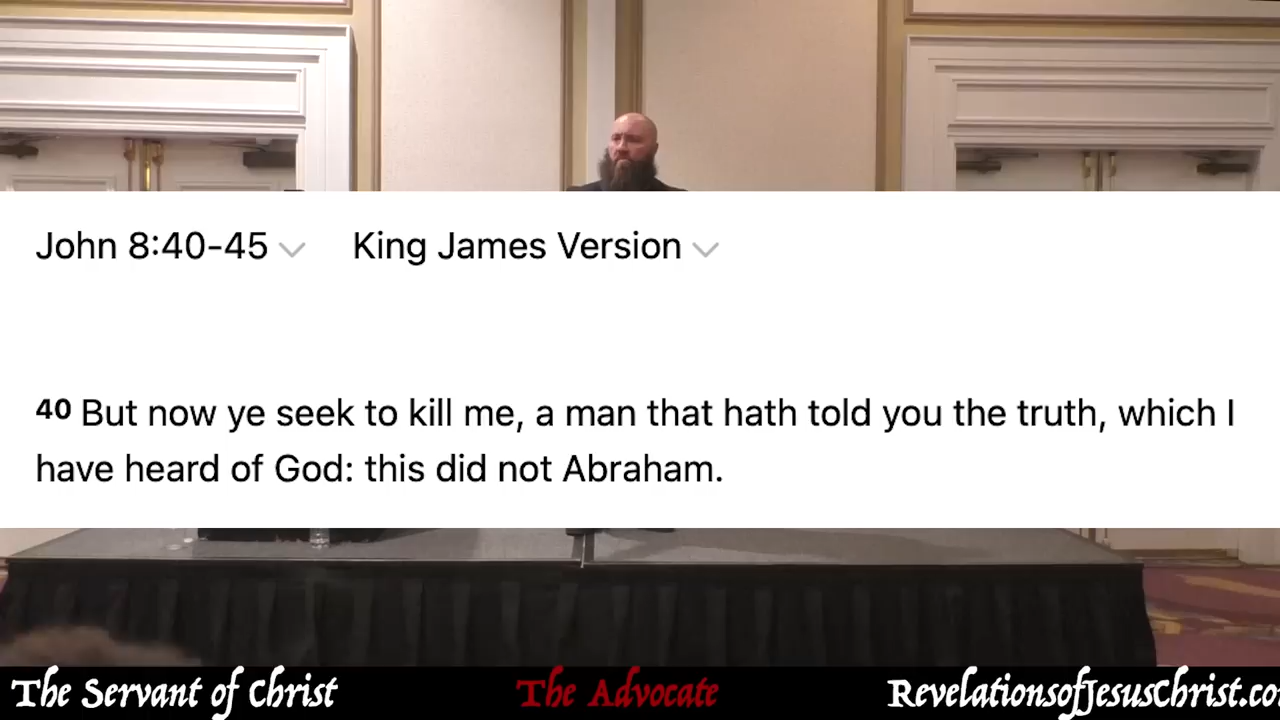 John 8:40-45 King James Version
40 But now ye seek to kill me, a man that hath told you the truth, which I
have heard of God: this did not Abraham.
The Servant of Christ The Advocate RevelationsofJesusChrist.co